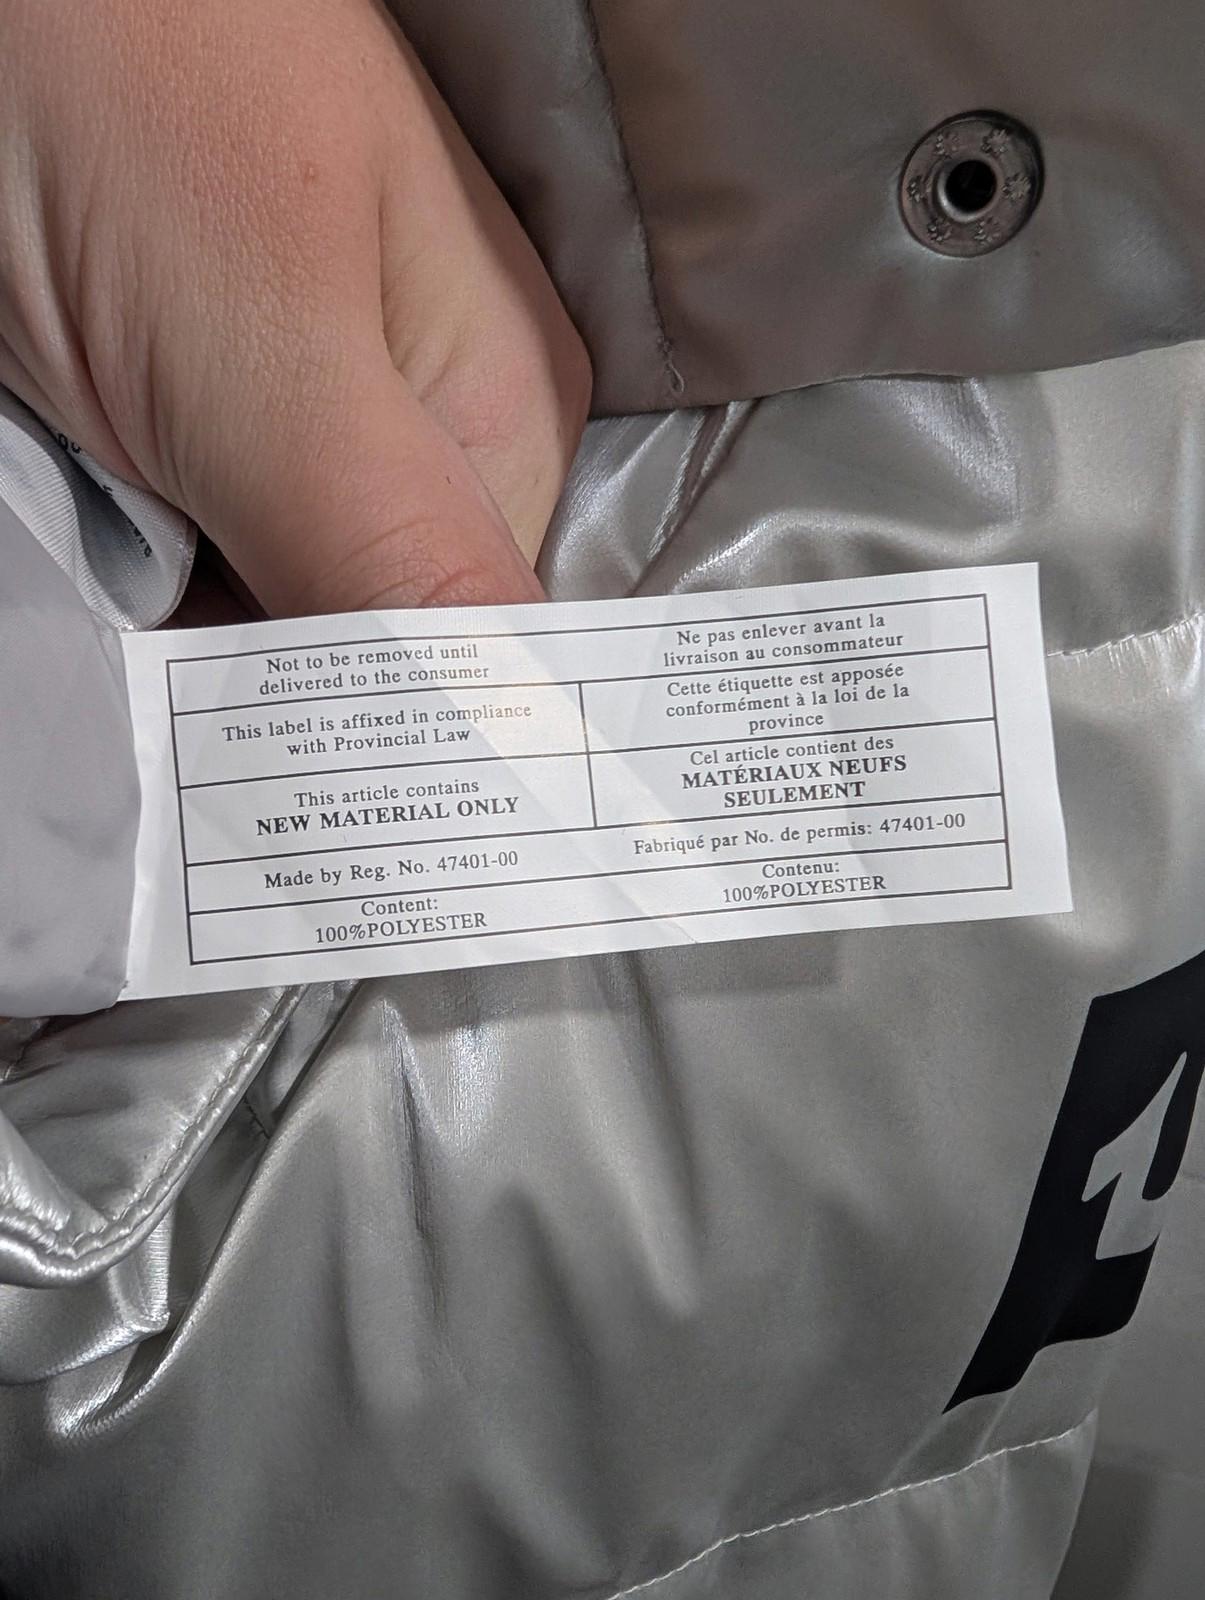 Not to be removed until
delivered to the consumer
Ne pas enlever avant la
livraison au consommateur
This label is affixed in compliance
with Provincial Law
Cette étiquette est apposée
conformément à la loi de la
province
This article contains
NEW MATERIAL ONLY
Cel article contient des
MATÉRIAUX NEUFS
SEULEMENT
Made by Reg. No. 47401-00
Fabriqué par No. de permis: 47401-00
Content:
100%POLYESTER
Contenu:
100%POLYESTER